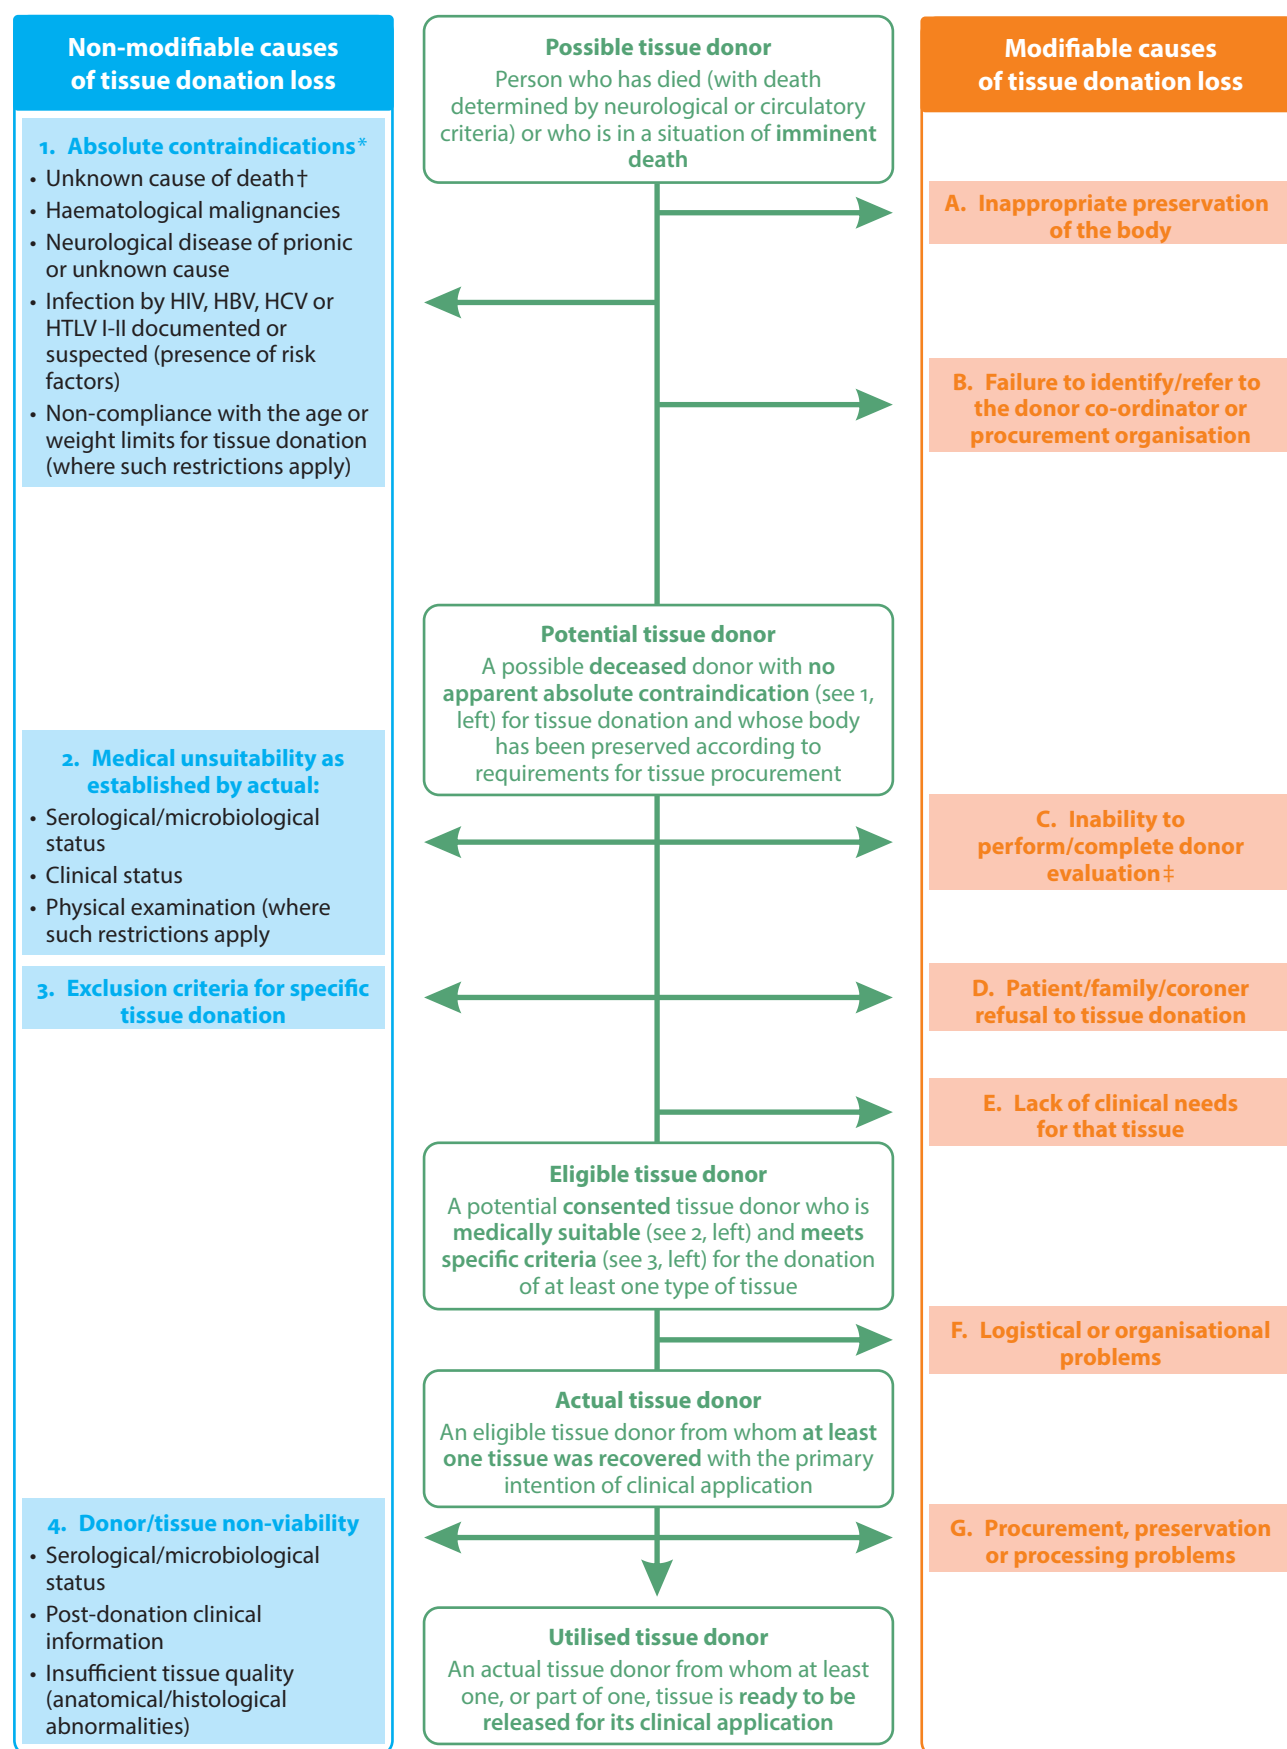 Non-modifiable causes
of tissue donation loss
1. Absolute contraindications*
• Unknown cause of death†
• Haematological malignancies
• Neurological disease of prionic
or unknown cause
• Infection by HIV, HBV, HCV or
HTLV I-II documented or
suspected (presence of risk
factors)
• Non-compliance with the age or
weight limits for tissue donation
(where such restrictions apply)
2. Medical unsuitability as
established by actual:
• Serological/microbiological
status
• Clinical status
• Physical examination (where
such restrictions apply
3. Exclusion criteria for specific
tissue donation
4. Donor/tissue non-viability
• Serological/microbiological
status
• Post-donation clinical
information
• Insufficient tissue quality
(anatomical/histological
abnormalities)
Possible tissue donor
Person who has died (with death
determined by neurological or circulatory
criteria) or who is in a situation of imminent
death
Potential tissue donor
A possible deceased donor with no
apparent absolute contraindication (see 1,
left) for tissue donation and whose body
has been preserved according to
requirements for tissue procurement
Eligible tissue donor
A potential consented tissue donor who is
medically suitable (see 2, left) and meets
specific criteria (see 3, left) for the donation
of at least one type of tissue
Actual tissue donor
An eligible tissue donor from whom at least
one tissue was recovered with the primary
intention of clinical application
Utilised tissue donor
An actual tissue donor from whom at least
one, or part of one, tissue is ready to be
released for its clinical application
Modifiable causes
of tissue donation loss
A. Inappropriate preservation
of the body
B. Failure to identify/refer to
the donor co-ordinator or
procurement organisation
C. Inability to
perform/complete donor
evaluation‡
D. Patient/family/coroner
refusal to tissue donation
E. Lack of clinical needs
for that tissue
F. Logistical or organisational
problems
G. Procurement, preservation
or processing problems